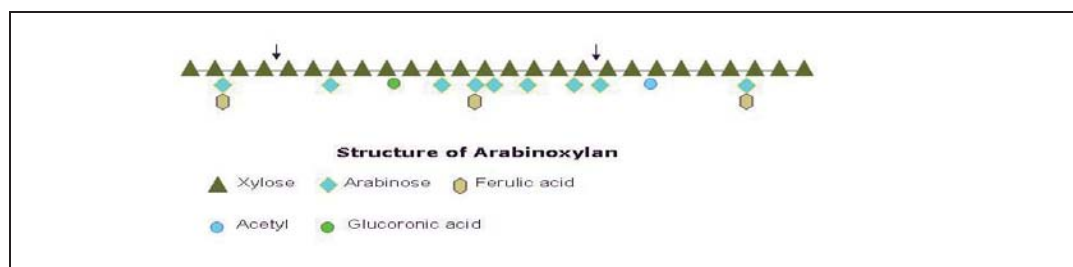 Structure of Arabinoxylan
Xylose Arabinose Ferulic acid
Acetyl Glucoronic acid